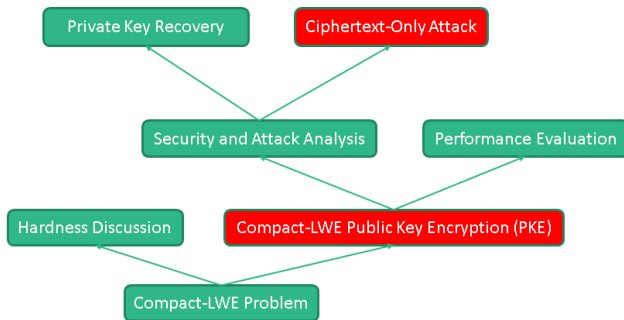 Private Key Recovery
Ciphertext-Only Attack
Security and Attack Analysis
Performance Evaluation
Hardness Discussion
Compact-LWE Public Key Encryption (PKE)
Compact-LWE Problem